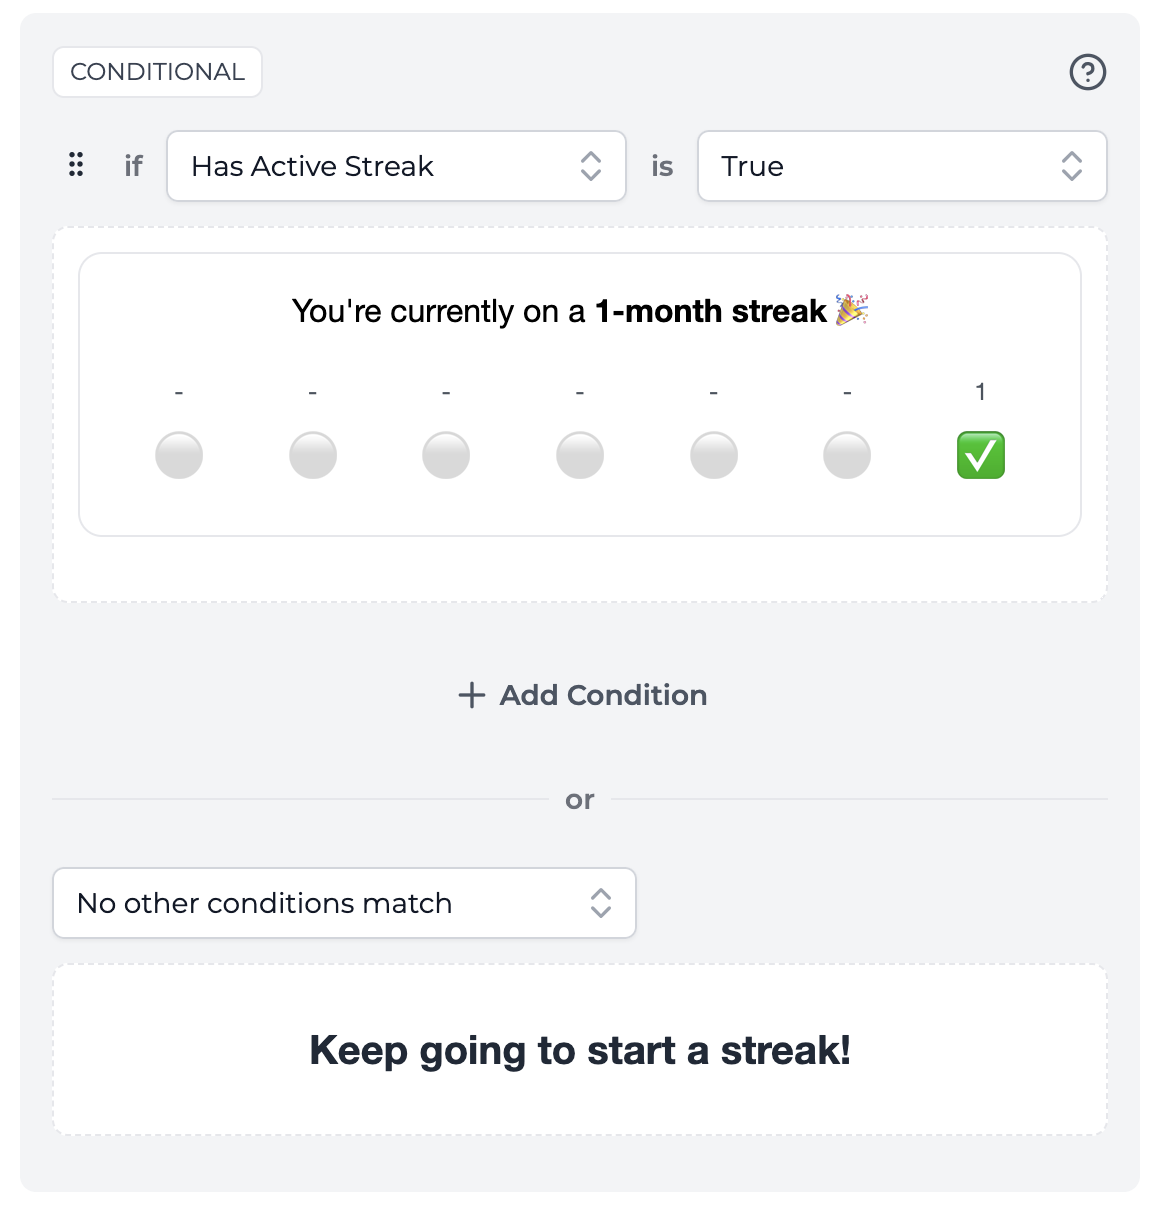 CONDITIONAL
if Has Active Streak is True
You're currently on a 1-month streak 🎉
- - - - - - 1
Add Condition
or
No other conditions match
Keep going to start a streak!